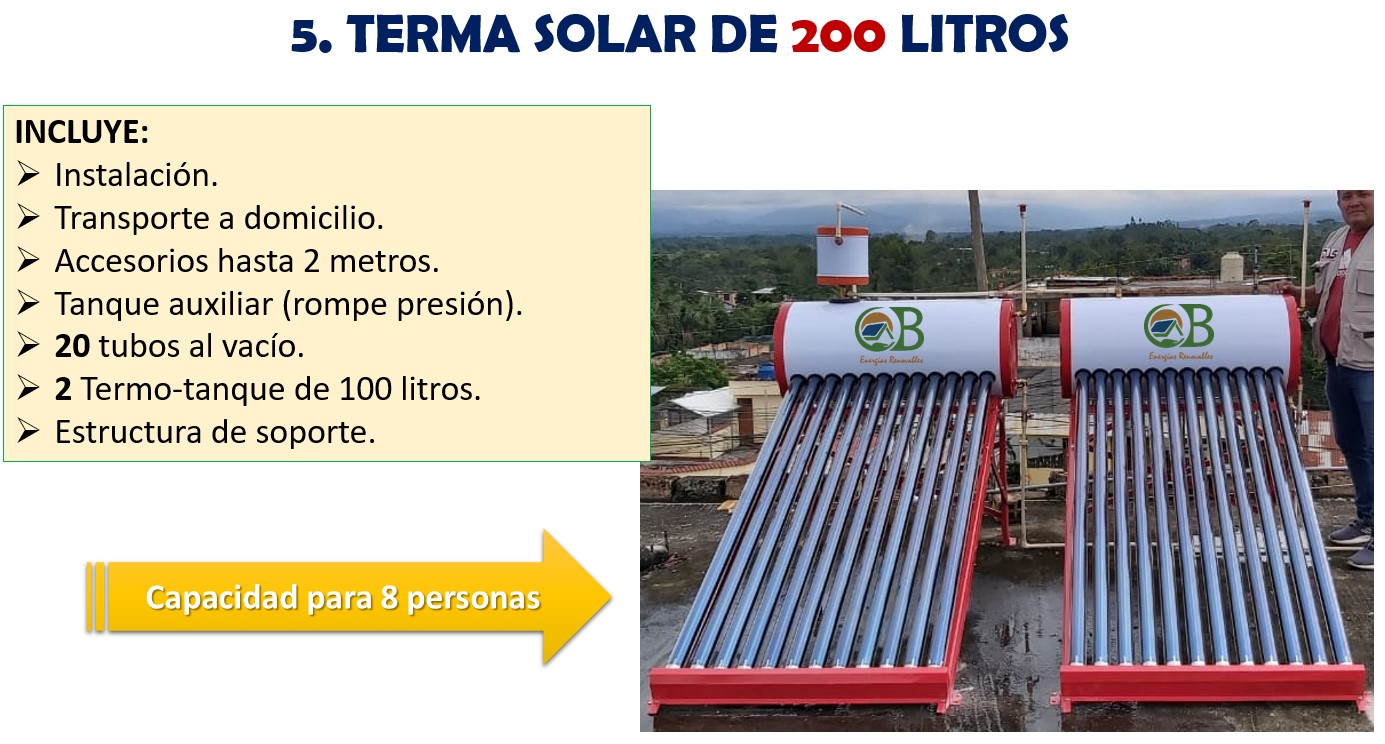 5. TERMA SOLAR DE 200 LITROS
INCLUYE:
➢ Instalación.
➢ Transporte a domicilio.
➢ Accesorios hasta 2 metros.
➢ Tanque auxiliar (rompe presión).
➢ 20 tubos al vacío.
➢ 2 Termo-tanque de 100 litros.
➢ Estructura de soporte.
Capacidad para 8 personas
OB
Energías Renovables
OB
Energías Renovables